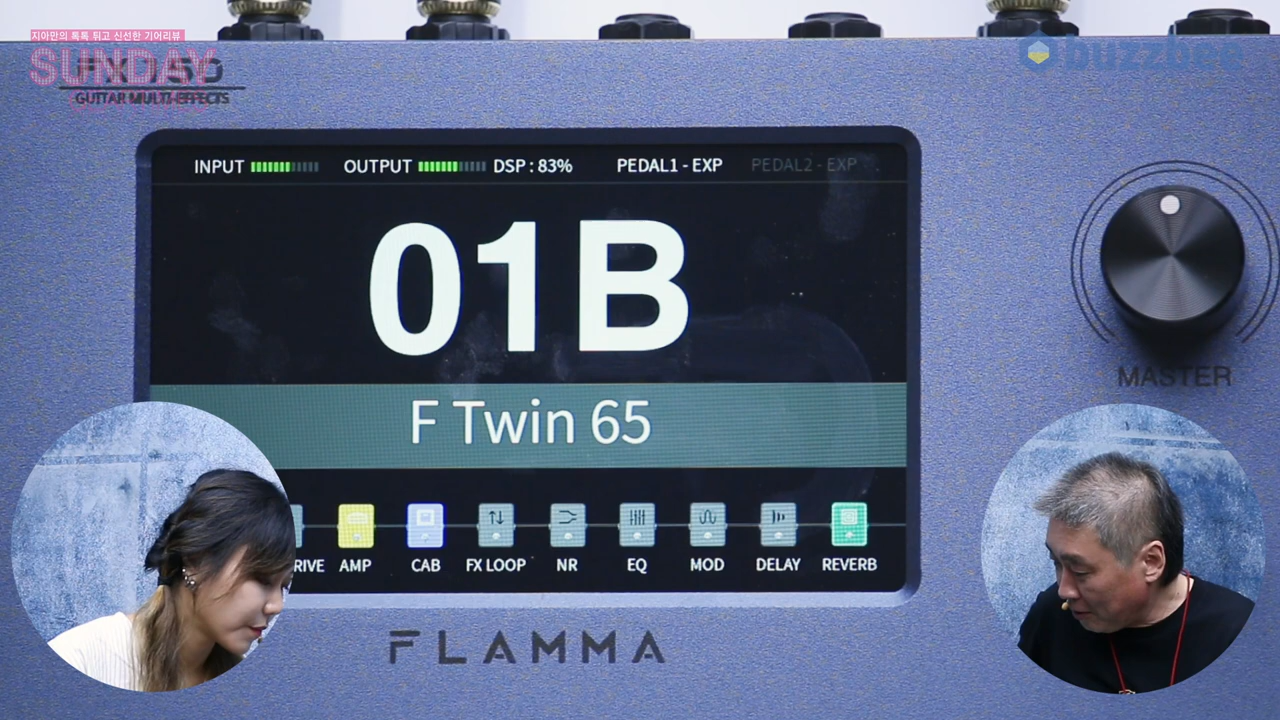 지아만의 톡톡 튀고 신선한 기어리뷰
SUNDAY
GUITAR MULTI-EFFECTS
buzzbee
INPUT OUTPUT DSP : 83% PEDAL1 - EXP PEDAL2 - EXP
01B
MASTER
F Twin 65
RIVE AMP CAB FX LOOP NR EQ MOD DELAY REVERB
FLAMMA